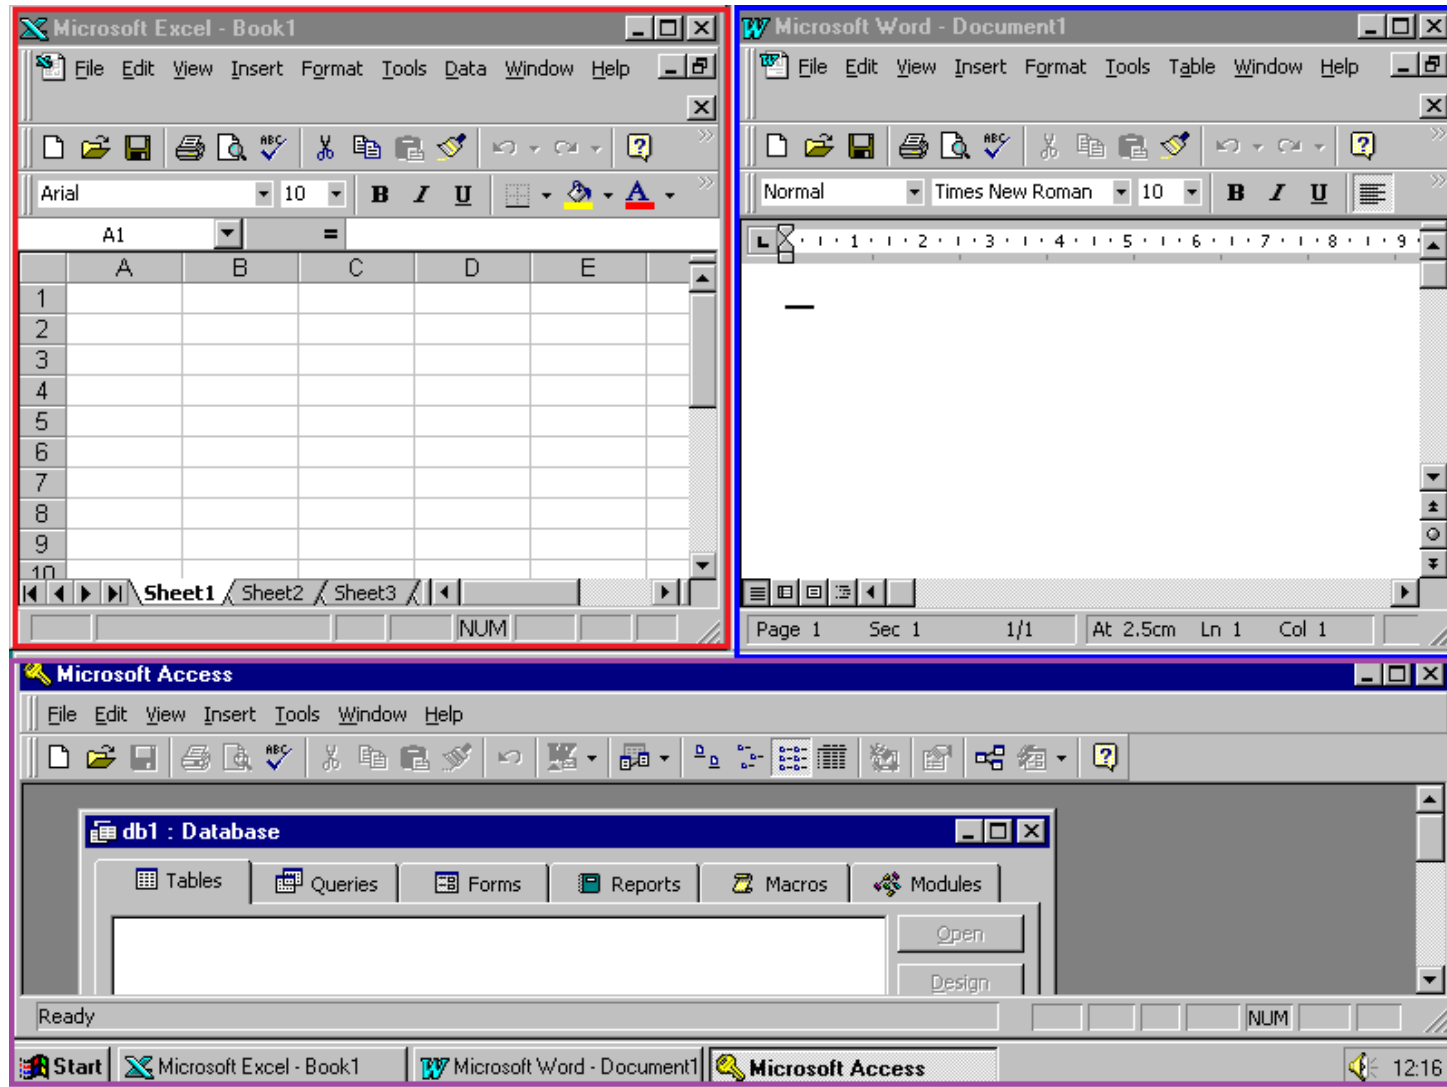 Microsoft Excel - Book1
File Edit View Insert Format Tools Data Window Help
ABC
Arial 10 B I U A
A1 =
A B C D E
1
2
3
4
5
6
7
8
9
10
Sheet1 Sheet2 Sheet3
NUM
Microsoft Word - Document1
File Edit View Insert Format Tools Table Window Help
ABC
Normal Times New Roman 10 B I U
1 2 3 4 5 6 7 8 9
Page 1 Sec 1 1/1 At 2.5cm Ln 1 Col 1
Microsoft Access
File Edit View Insert Tools Window Help
ABC
db1 : Database
Tables Queries Forms Reports Macros Modules
Open
Design
Ready NUM
Start Microsoft Excel - Book1 Microsoft Word - Document1 Microsoft Access 12:16